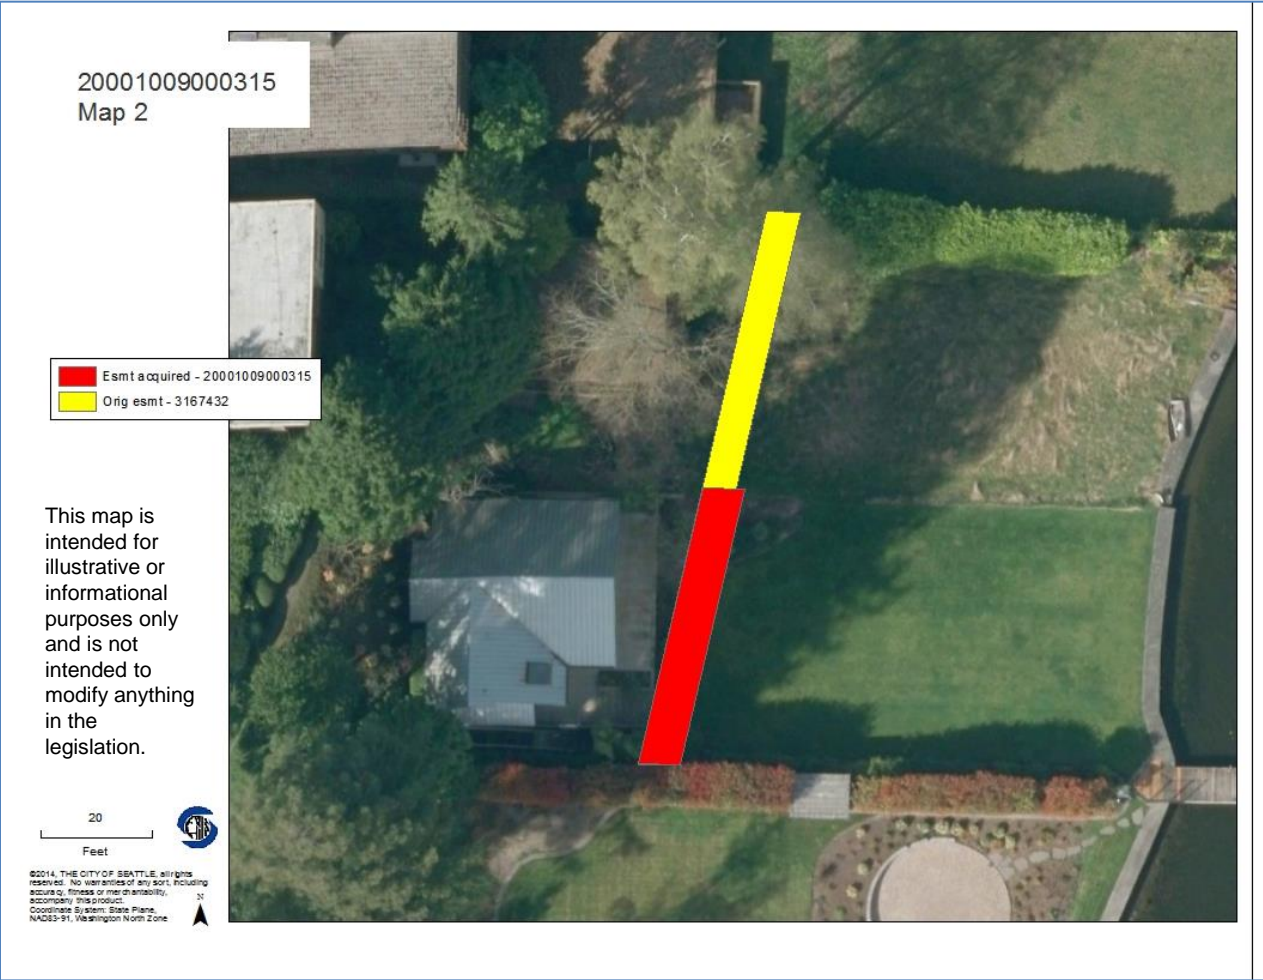 20001009000315
Map 2
Esmt acquired - 20001009000315
Orig esmt - 3167432
This map is
intended for
illustrative or
informational
purposes only
and is not
intended to
modify anything
in the
legislation.
20
Feet
©2014, THE CITY OF SEATTLE, all rights
reserved. No warranties of any sort, including
accuracy, fitness or merchantability,
accompany this product.
Coordinate System: State Plane,
NAD83-91, Washington North Zone
N